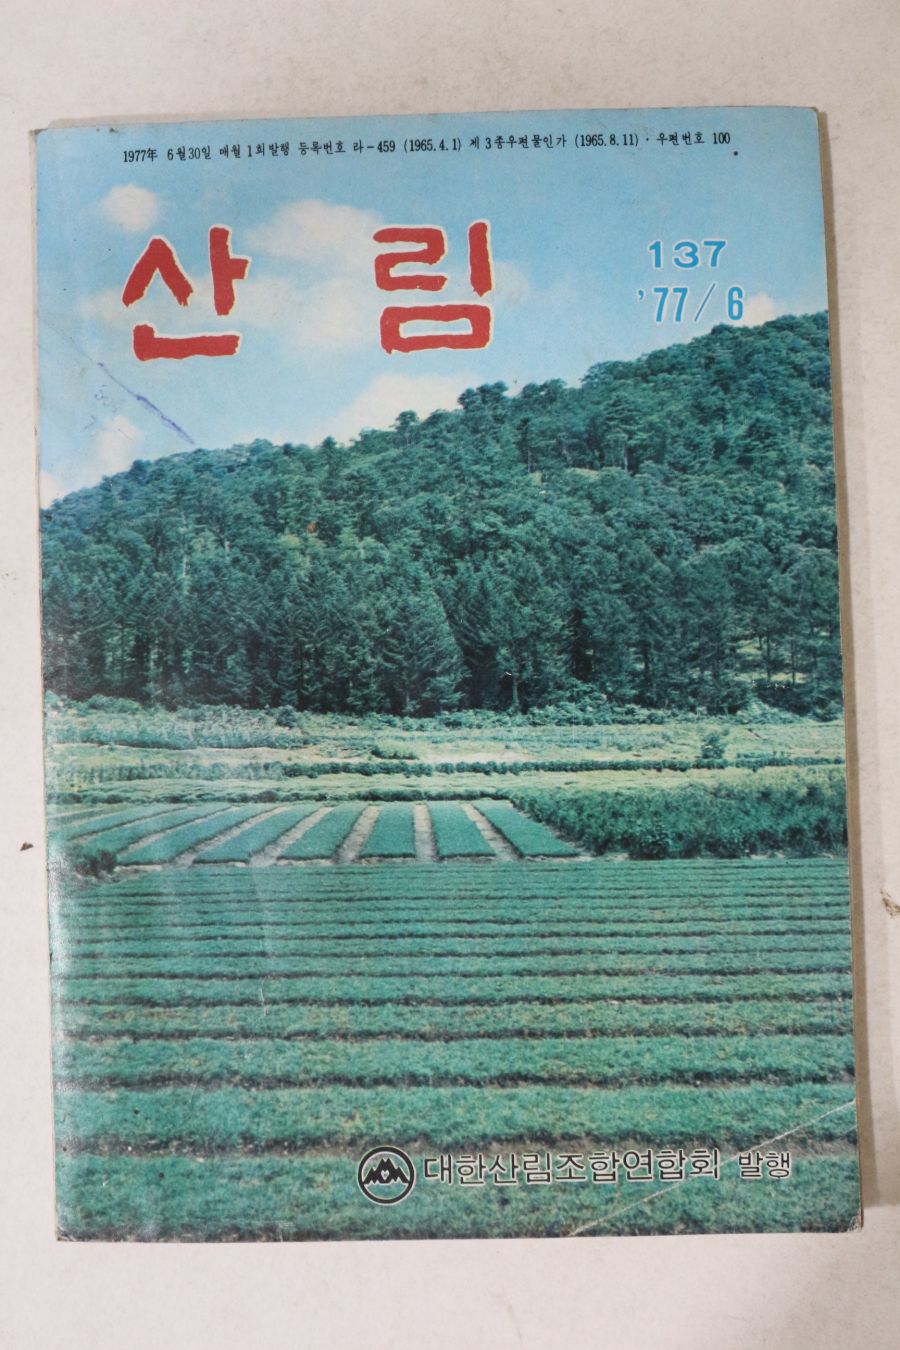 1977年 6월30일 매월 1회발행 등록번호 라-459 (1965.4.1) 제 3종우편물인가 (1965.8.11)·우편번호 100
산림
137
'77/6
대한산림조합연합회 발행